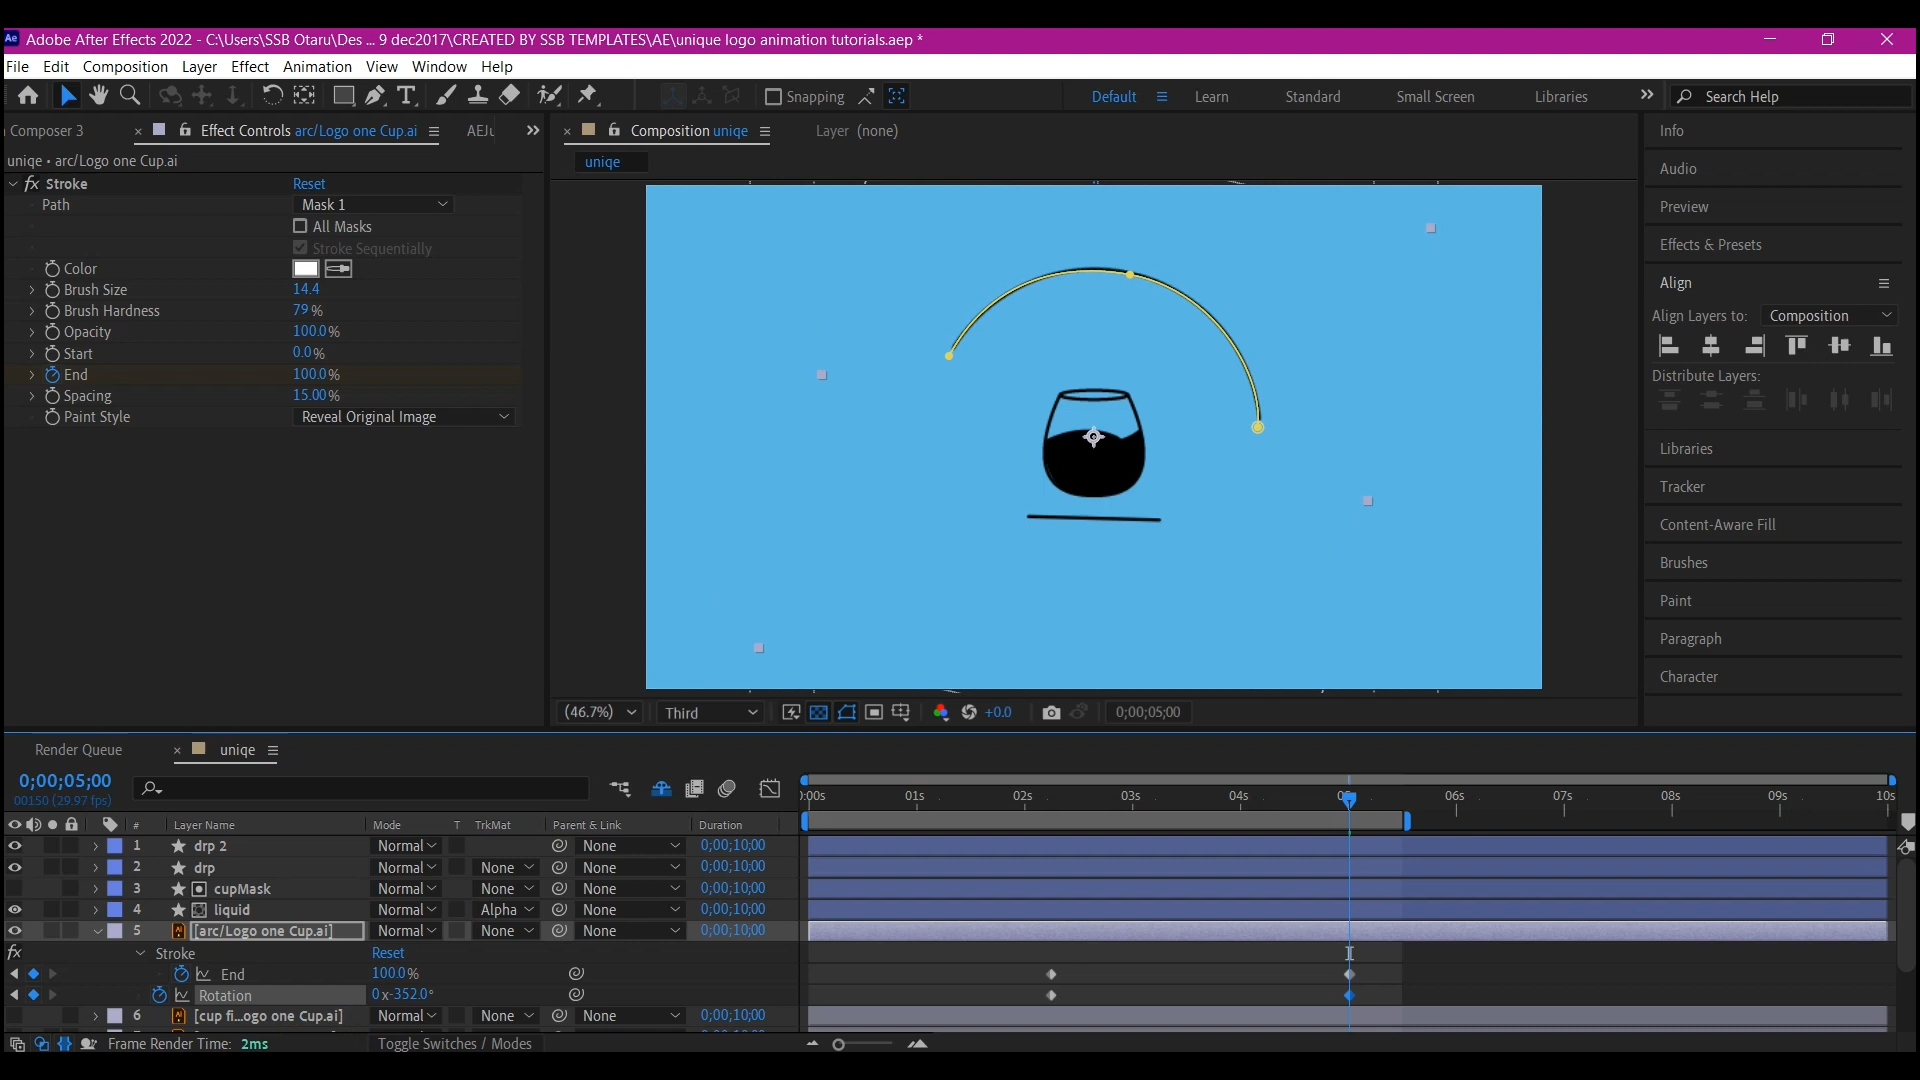 Ae Adobe After Effects 2022 - C:\Users\SSB Otaru\Des ... 9 dec2017\CREATED BY SSB TEMPLATES\AE\unique logo animation tutorials.aep *
File Edit Composition Layer Effect Animation View Window Help
Snapping Default Learn Standard Small Screen Libraries Search Help
Composer 3 Effect Controls arc/Logo one Cup.ai Composition uniqe Layer (none) Info
uniqe • arc/Logo one Cup.ai uniqe
Audio
fx Stroke Reset
Path Mask 1 Preview
All Masks
Stroke Sequentially Effects & Presets
Color
Brush Size 14.4 Align
Brush Hardness 79 % Align Layers to: Composition
Opacity 100.0 %
Start 0.0 %
End 100.0 % Distribute Layers:
Spacing 15.00 %
Paint Style Reveal Original Image
Libraries
Tracker
Content-Aware Fill
Brushes
Paint
Paragraph
Character
(46.7%) Third +0.0 0;00;05;00
Render Queue uniqe
0;00;05;00
00150 (29.97 fps)
:00s 01s 02s 03s 04s 05s 06s 07s 08s 09s 10s
# Layer Name Mode T TrkMat Parent & Link Duration
1 drp 2 Normal None 0;00;10;00
2 drp Normal None None 0;00;10;00
3 cupMask Normal None None 0;00;10;00
4 liquid Normal Alpha None 0;00;10;00
5 [arc/Logo one Cup.ai] Normal None None 0;00;10;00
fx Stroke Reset
End 100.0 %
Rotation 0 x -352.0 °
6 [cup fi...ogo one Cup.ai] Normal None None 0;00;10;00
Frame Render Time: 2ms Toggle Switches / Modes